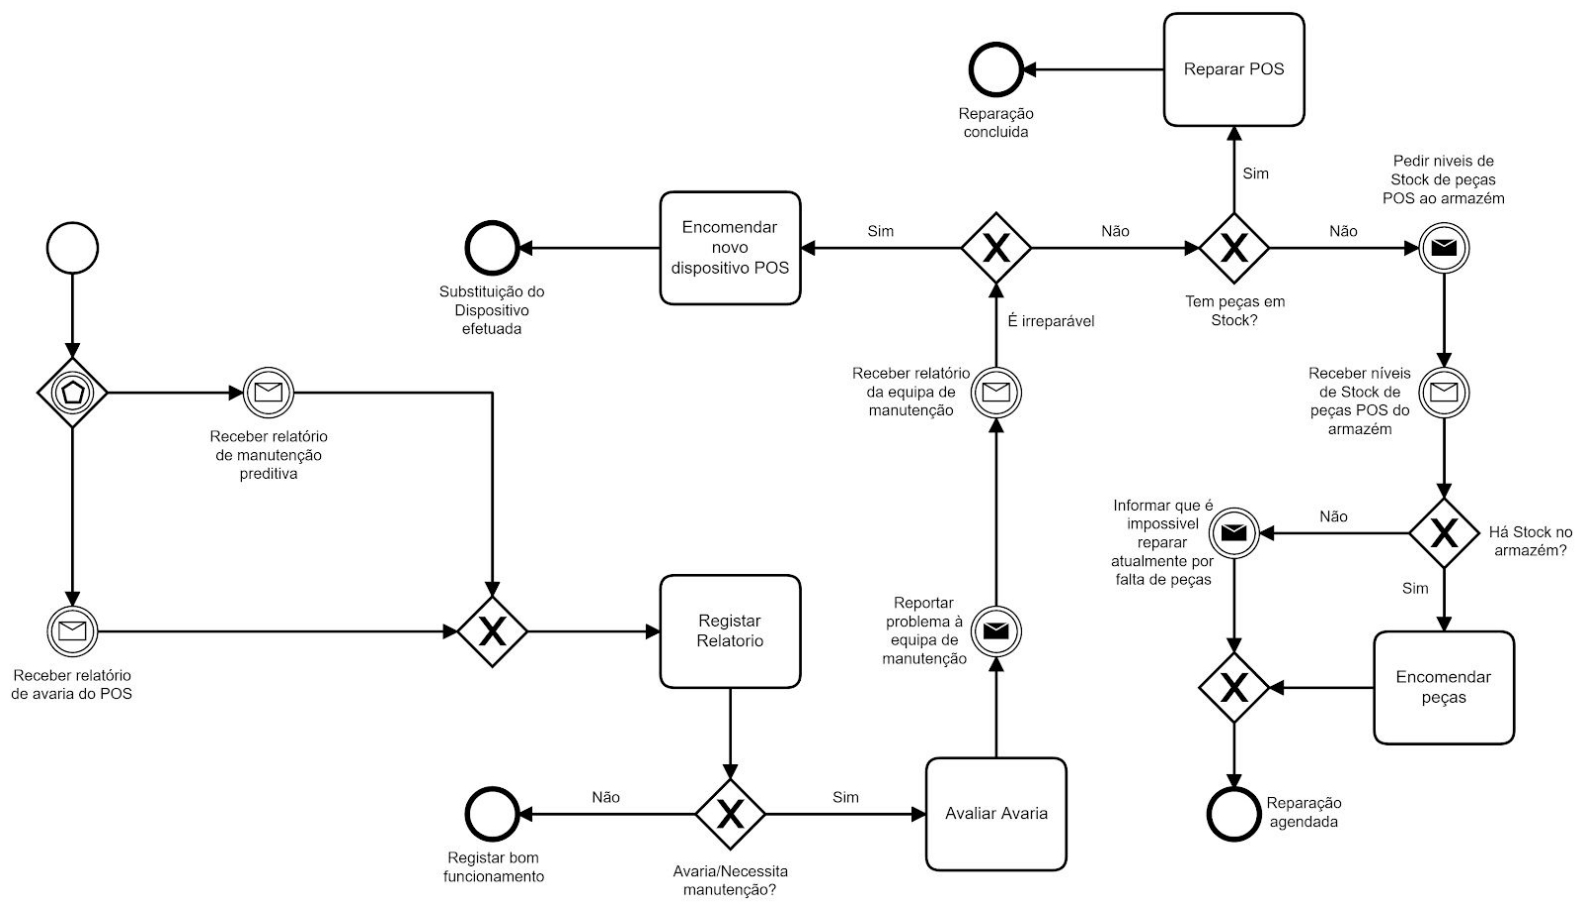 Reparar POS
Reparação
concluida
Sim
Pedir niveis de
Stock de peças
POS ao armazém
Encomendar
novo
dispositivo POS
Sim
Não
Não
Substituição do
Dispositivo
efetuada
Tem peças em
Stock?
É irreparável
Receber relatório
da equipa de
manutenção
Receber níveis
de Stock de
peças POS do
armazém
Receber relatório
de manutenção
preditiva
Informar que é
impossivel
reparar
atualmente por
falta de peças
Não
Há Stock no
armazém?
Sim
Registar
Relatorio
Reportar
problema à
equipa de
manutenção
Receber relatório
de avaria do POS
Encomendar
peças
Não
Sim
Avaliar Avaria
Reparação
agendada
Registar bom
funcionamento
Avaria/Necessita
manutenção?